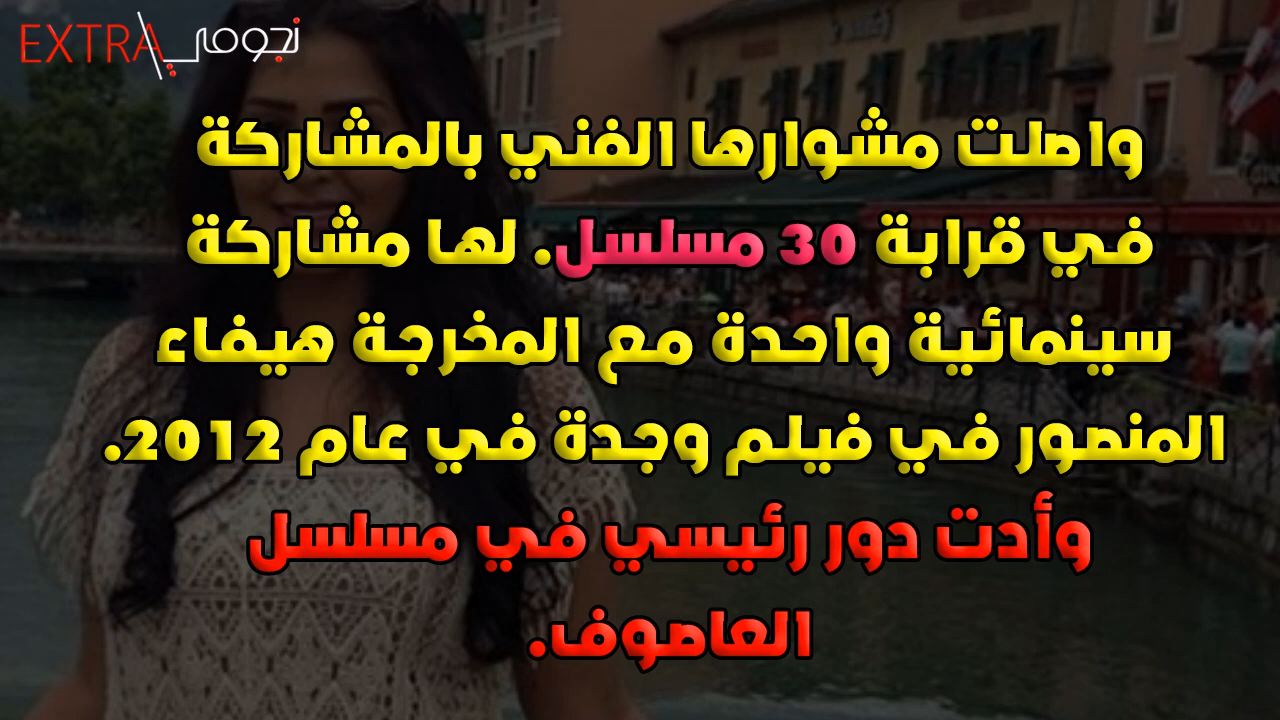 نجومي EXTRA
واصلت مشوارها الفني بالمشاركة
في قرابة 30 مسلسل. لها مشاركة
سينمائية واحدة مع المخرجة هيفاء
المنصور في فيلم وجدة في عام 2012.
وأدت دور رئيسي في مسلسل
العاصوف.